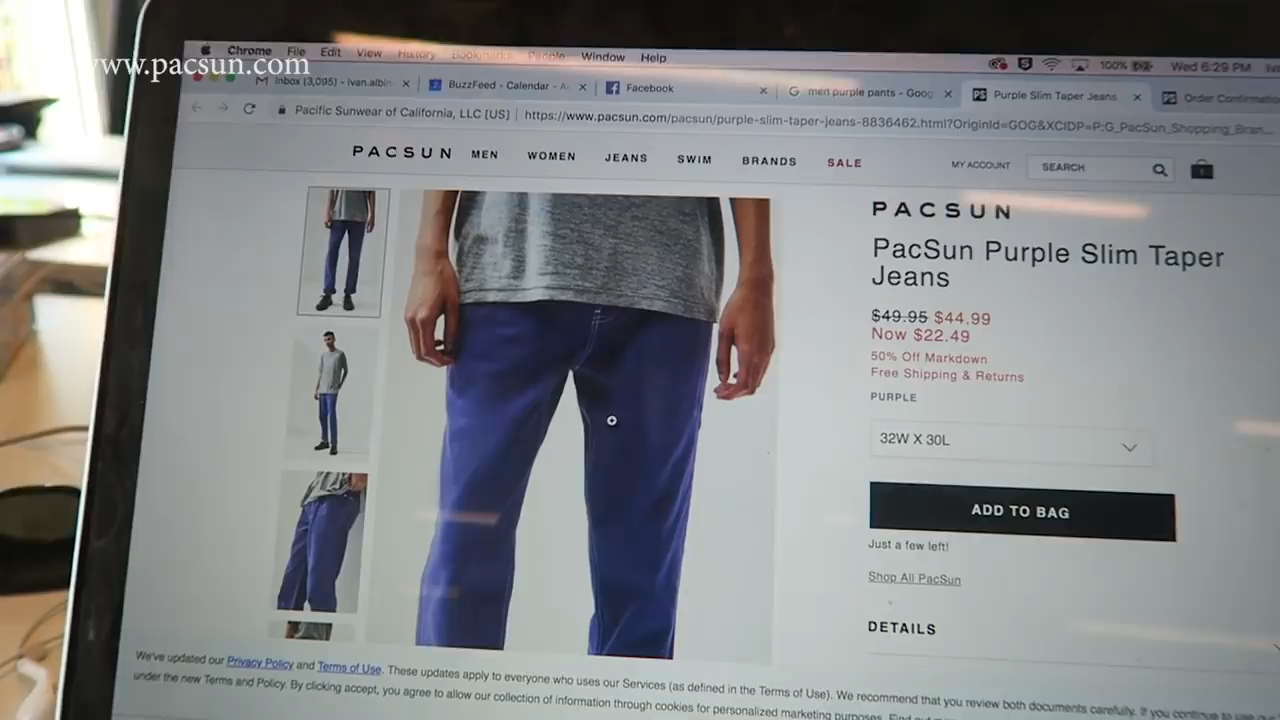 www.pacsun.com
Chrome File Edit View History Bookmarks People Window Help
100% Wed 6:29 PM
Inbox (3,095) - ivan.albin
BuzzFeed - Calendar - A
Facebook
men purple pants - Goog
Purple Slim Taper Jeans
Order Confirmatio
Pacific Sunwear of California, LLC [US] | https://www.pacsun.com/pacsun/purple-slim-taper-jeans-8836462.html?OriginId=GOG&XCIDP=P:G_PacSun_Shopping_Bran...
PACSUN MEN WOMEN JEANS SWIM BRANDS SALE MY ACCOUNT SEARCH
PACSUN
PacSun Purple Slim Taper
Jeans
$49.95 $44.99
Now $22.49
50% Off Markdown
Free Shipping & Returns
PURPLE
32W X 30L
ADD TO BAG
Just a few left!
Shop All PacSun
DETAILS
We've updated our Privacy Policy and Terms of Use. These updates apply to everyone who uses our Services (as defined in the Terms of Use). We recommend that you review both documents carefully. If you continue to use
under the new Terms and Policy. By clicking accept, you agree to allow our collection of information through cookies for personalized marketing purposes.